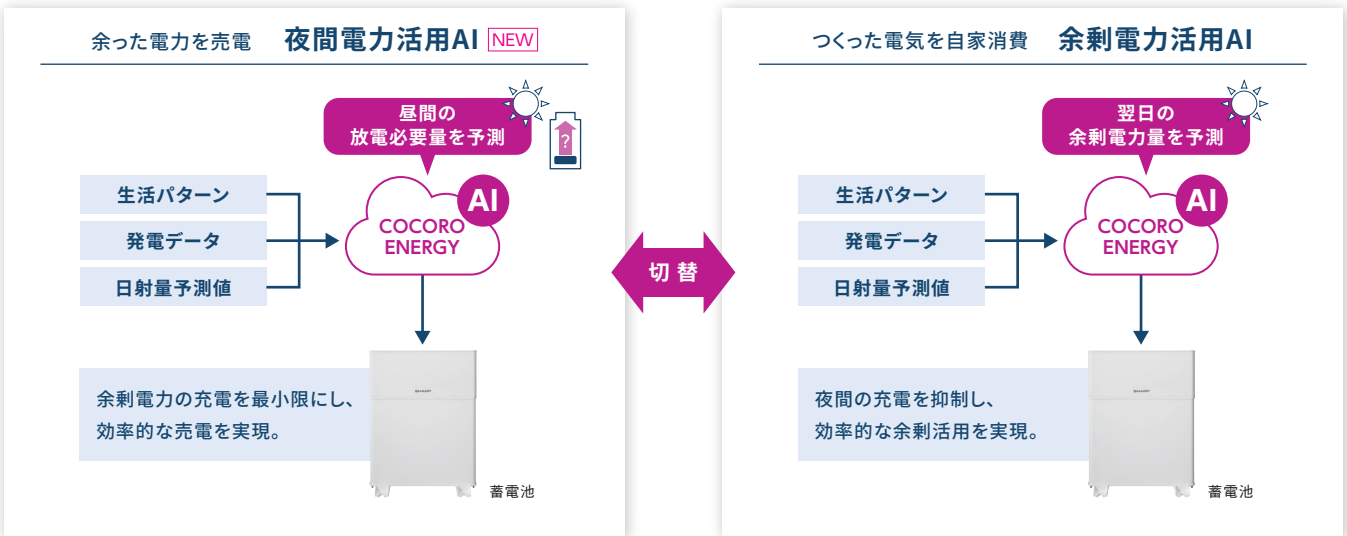 余った電力を売電 夜間電力活用AI NEW
昼間の
放電必要量を予測
?
生活パターン
発電データ
日射量予測値
AI
COCORO
ENERGY
余剰電力の充電を最小限にし、
効率的な売電を実現。
SHARP
蓄電池
切替
つくった電気を自家消費 余剰電力活用AI
翌日の
余剰電力量を予測
生活パターン
発電データ
日射量予測値
AI
COCORO
ENERGY
夜間の充電を抑制し、
効率的な余剰活用を実現。
SHARP
蓄電池